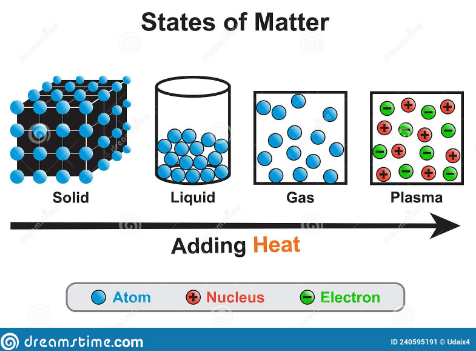 States of Matter
Solid
Liquid
Gas
Plasma
Adding Heat
Atom
Nucleus
Electron
dreamstime.com
ID 240595191 © Udaix4